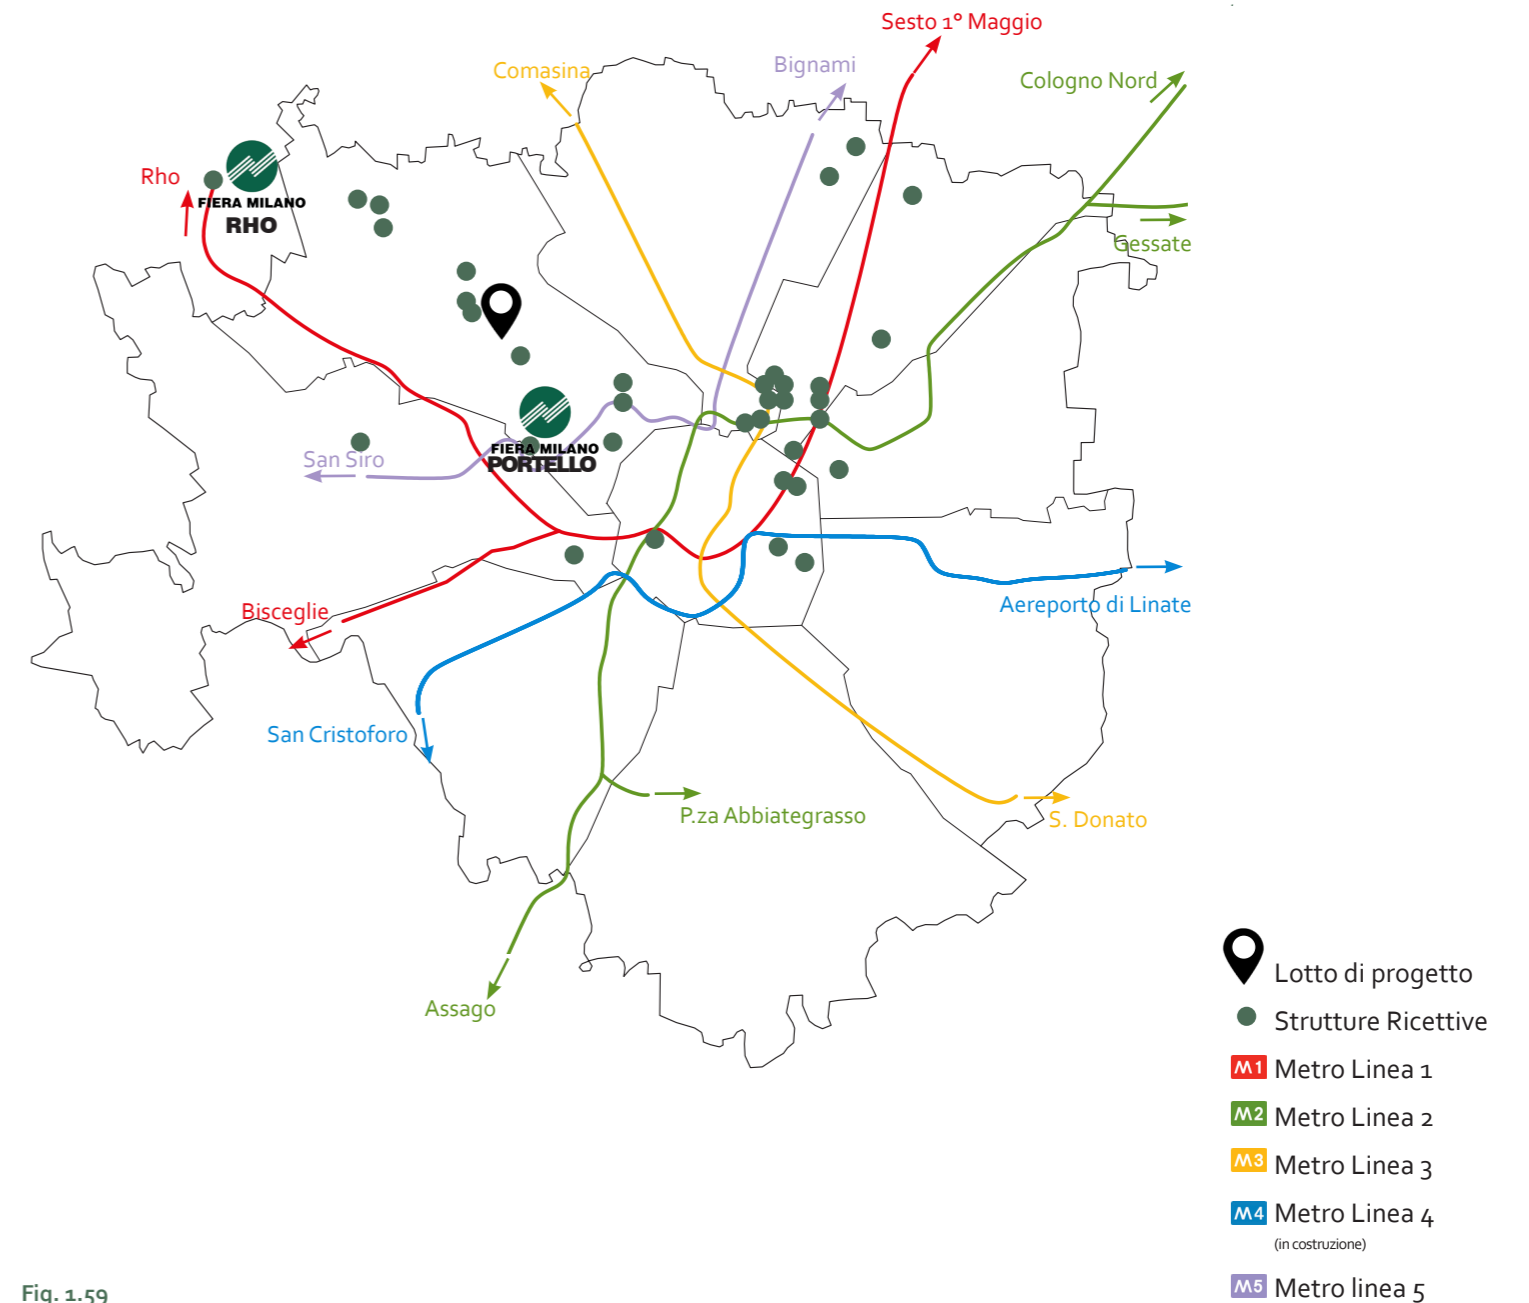 Sesto 1º Maggio
Comasina
Bignami
Cologno Nord
Rho
FIERA MILANO
RHO
Gessate
FIERA MILANO
PORTELLO
San Siro
Bisceglie
Aereporto di Linate
San Cristoforo
P.za Abbiategrasso
S. Donato
Assago
Lotto di progetto
Strutture Ricettive
M1 Metro Linea 1
M2 Metro Linea 2
M3 Metro Linea 3
M4 Metro Linea 4
(in costruzione)
M5 Metro linea 5
Fig. 1.59